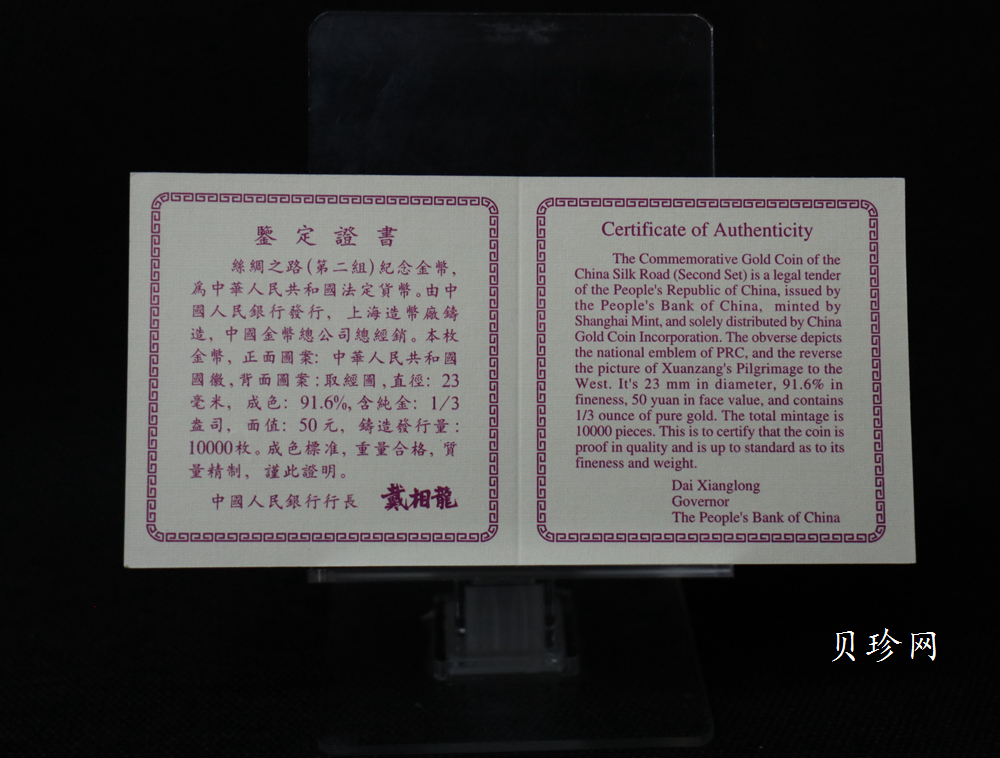 鑒定證書
絲綢之路(第二組)紀念金幣，
爲中華人民共和國法定貨幣。由中
國人民銀行發行，上海造幣廠鑄
造，中國金幣總公司總經銷。本枚
金幣，正面圖案：中華人民共和國
國徽，背面圖案：取經圖，直徑：23
毫米，成色：91.6%，含純金：1/3
盎司，面值：50元，鑄造發行量：
10000枚。成色標准，重量合格，質
量精制，謹此證明。
中國人民銀行行長 戴相龍
Certificate of Authenticity
The Commemorative Gold Coin of the
China Silk Road (Second Set) is a legal tender
of the People's Republic of China, issued by
the People's Bank of China, minted by
Shanghai Mint, and solely distributed by China
Gold Coin Incorporation. The obverse depicts
the national emblem of PRC, and the reverse
the picture of Xuanzang's Pilgrimage to the
West. It's 23 mm in diameter, 91.6% in
fineness, 50 yuan in face value, and contains
1/3 ounce of pure gold. The total mintage is
10000 pieces. This is to certify that the coin is
proof in quality and is up to standard as to its
fineness and weight.
Dai Xianglong
Governor
The People's Bank of China
贝珍网